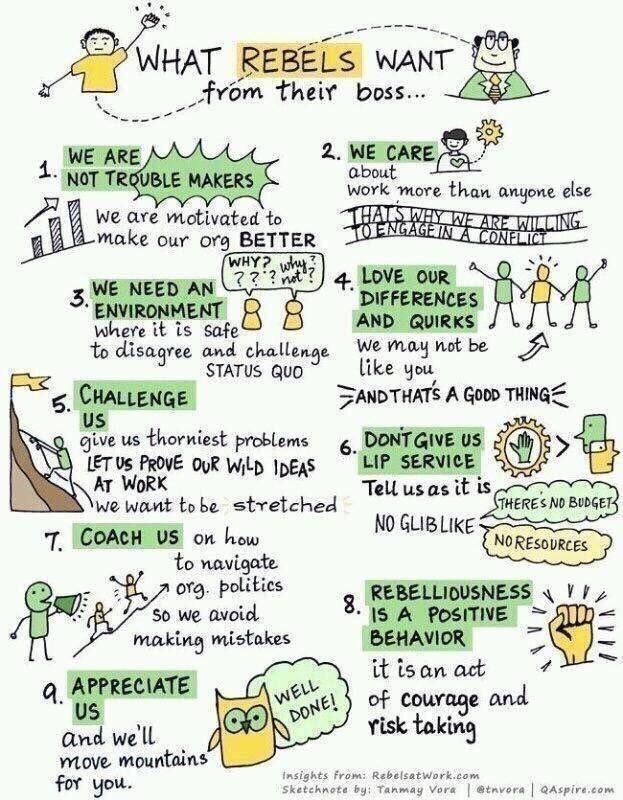 WHAT REBELS WANT
from their boss...
1. WE ARE
NOT TROUBLE MAKERS
We are motivated to
make our org BETTER
2. WE CARE
about
work more than anyone else
THAT'S WHY WE ARE WILLING
TO ENGAGE IN A CONFLICT
3. WE NEED AN
ENVIRONMENT
where it is safe
to disagree and challenge
STATUS QUO
WHY? why?
? ? ? ? not?
4. LOVE OUR
DIFFERENCES
AND QUIRKS
We may not be
like you
AND THAT'S A GOOD THING
5. CHALLENGE
US
give us thorniest problems
LET US PROVE OUR WILD IDEAS
AT WORK
We want to be stretched
6. DON'T GIVE US
LIP SERVICE
Tell us as it is
NO GLIB LIKE
THERE'S NO BUDGET
NO RESOURCES
7. COACH US on how
to navigate
org. politics
so we avoid
making mistakes
8. REBELLIOUSNESS
IS A POSITIVE
BEHAVIOR
it is an act
of courage and
risk taking
9. APPRECIATE
US
and we'll
move mountains
for you.
WELL
DONE!
Insights from: RebelsatWork.com
Sketchnote by: Tanmay Vora | @tnvora | QAspire.com